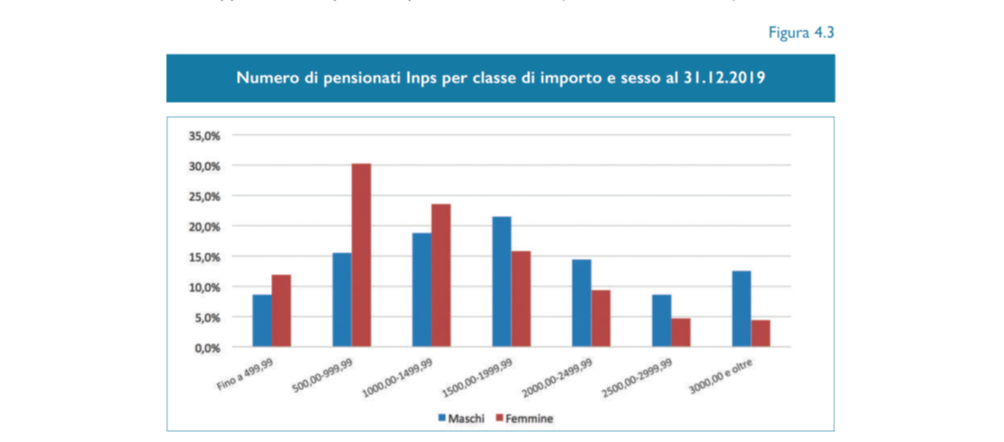 Figura 4.3
Numero di pensionati Inps per classe di importo e sesso al 31.12.2019
35,0%
30,0%
25,0%
20,0%
15,0%
10,0%
5,0%
0,0%
Fino a 499,99
500,00-999,99
1000,00-1499,99
1500,00-1999,99
2000,00-2499,99
2500,00-2999,99
3000,00 e oltre
Maschi Femmine